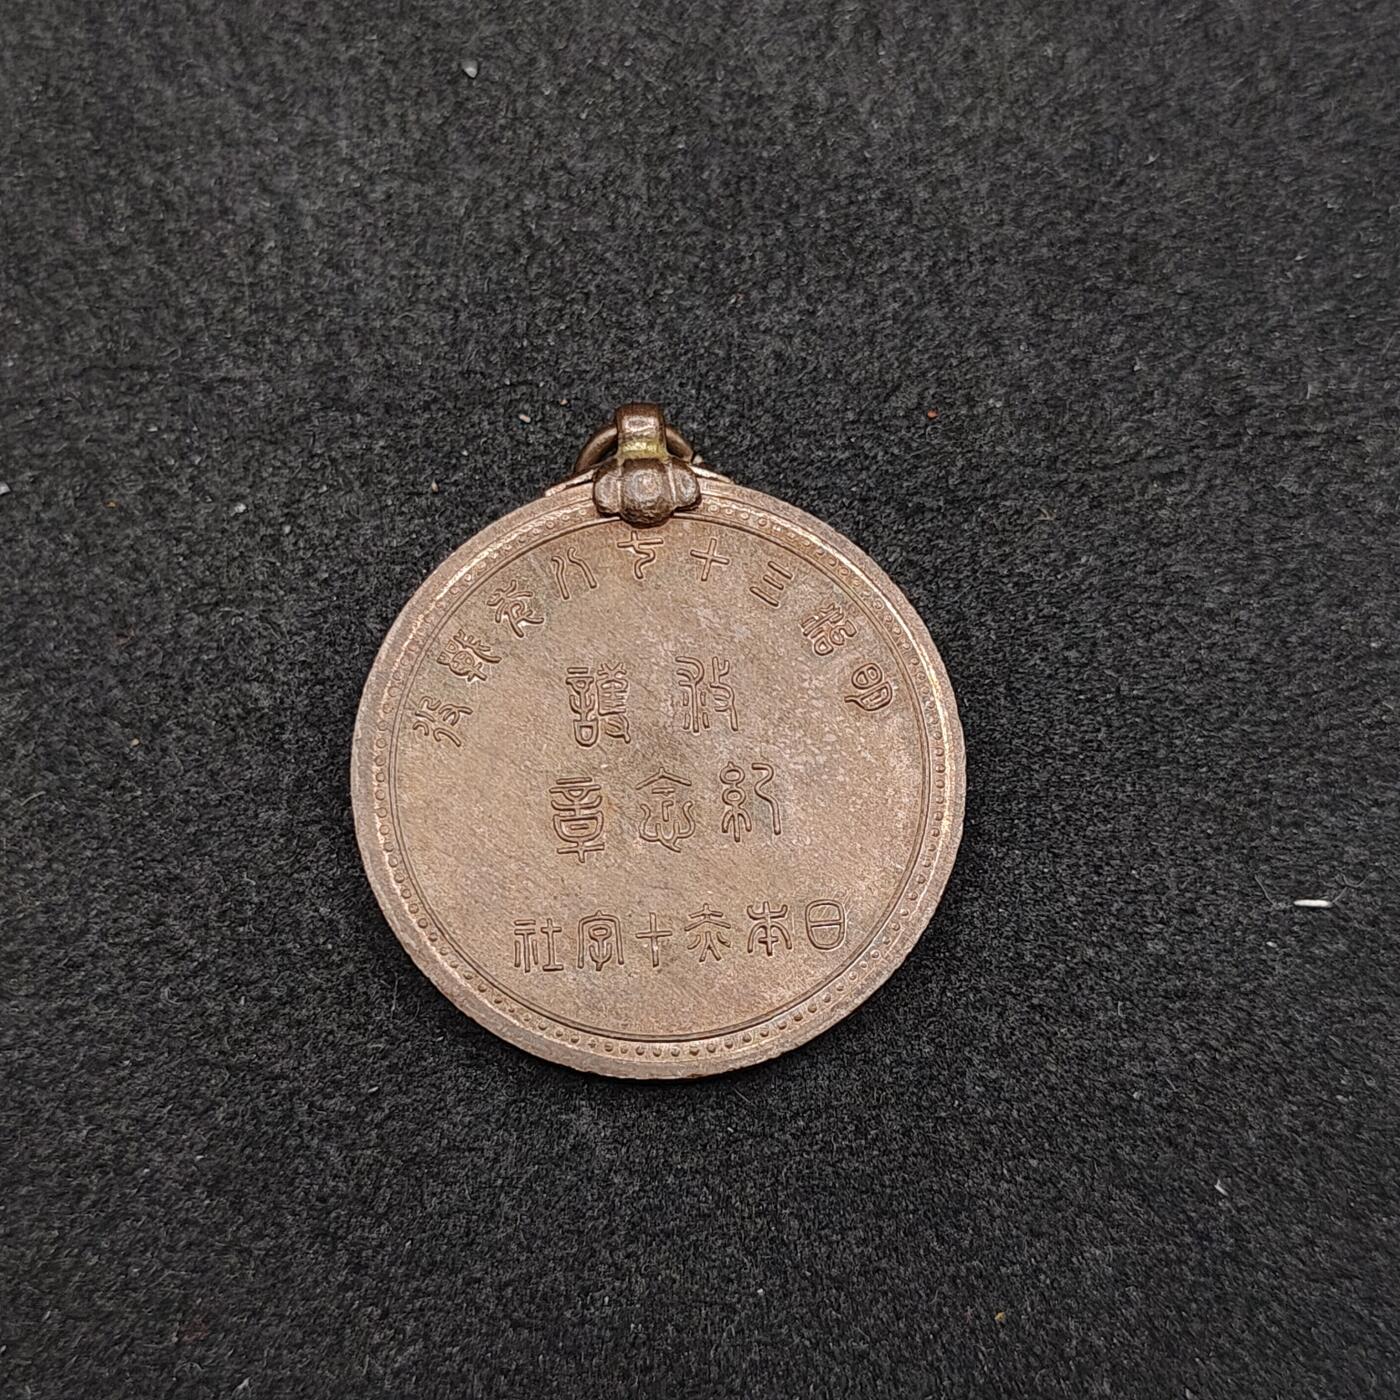 明治三十七八年戰役
救護
紀念章
日本赤十字社